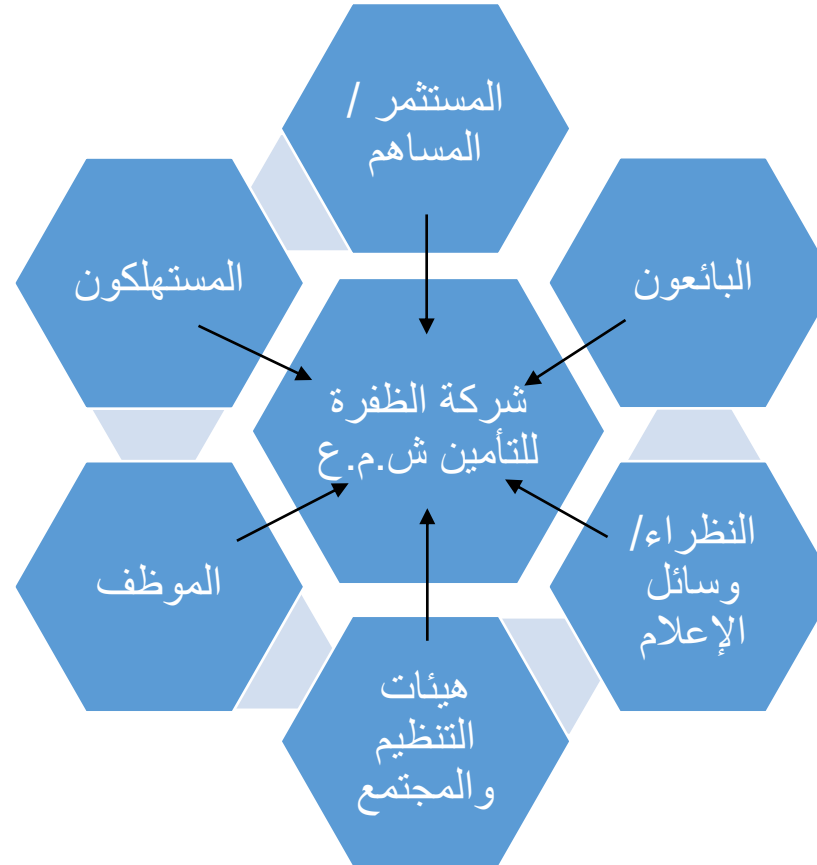 المستثمر /
المساهم
البائعون
المستهلكون
شركة الظفرة
للتأمين ش.م.ع
النظراء/
وسائل
الإعلام
الموظف
هيئات
التنظيم
والمجتمع